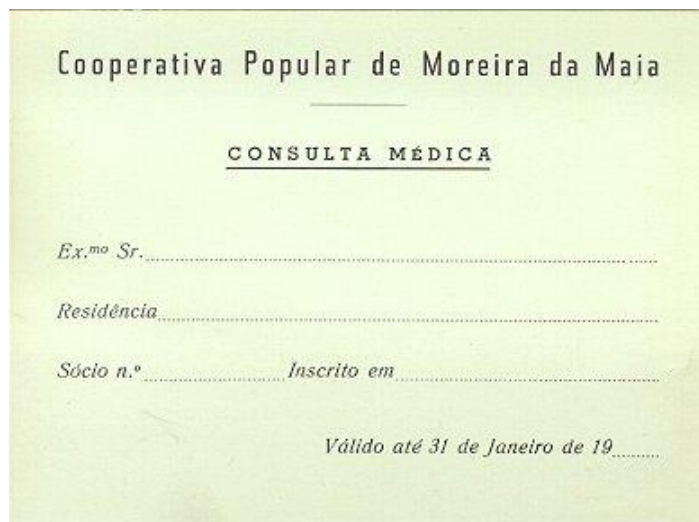 Cooperativa Popular de Moreira da Maia
CONSULTA MÉDICA
Ex.mo Sr.
Residência
Sócio n.º Inscrito em
Válido até 31 de Janeiro de 19